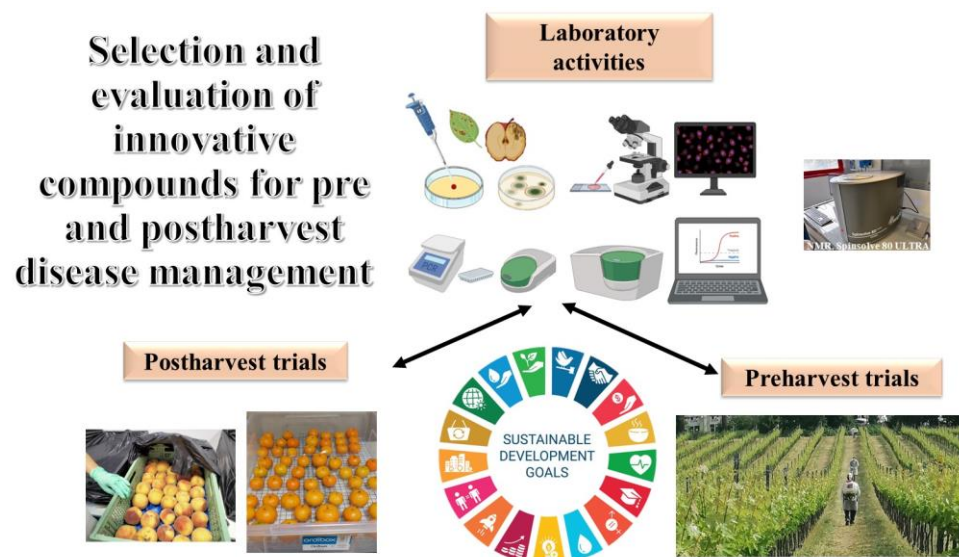 Selection and
evaluation of
innovative
compounds for pre
and postharvest
disease management
Laboratory
activities
NMR, Spinsolve 80 ULTRA
PCR
Postharvest trials
Preharvest trials
SUSTAINABLE
DEVELOPMENT
GOALS